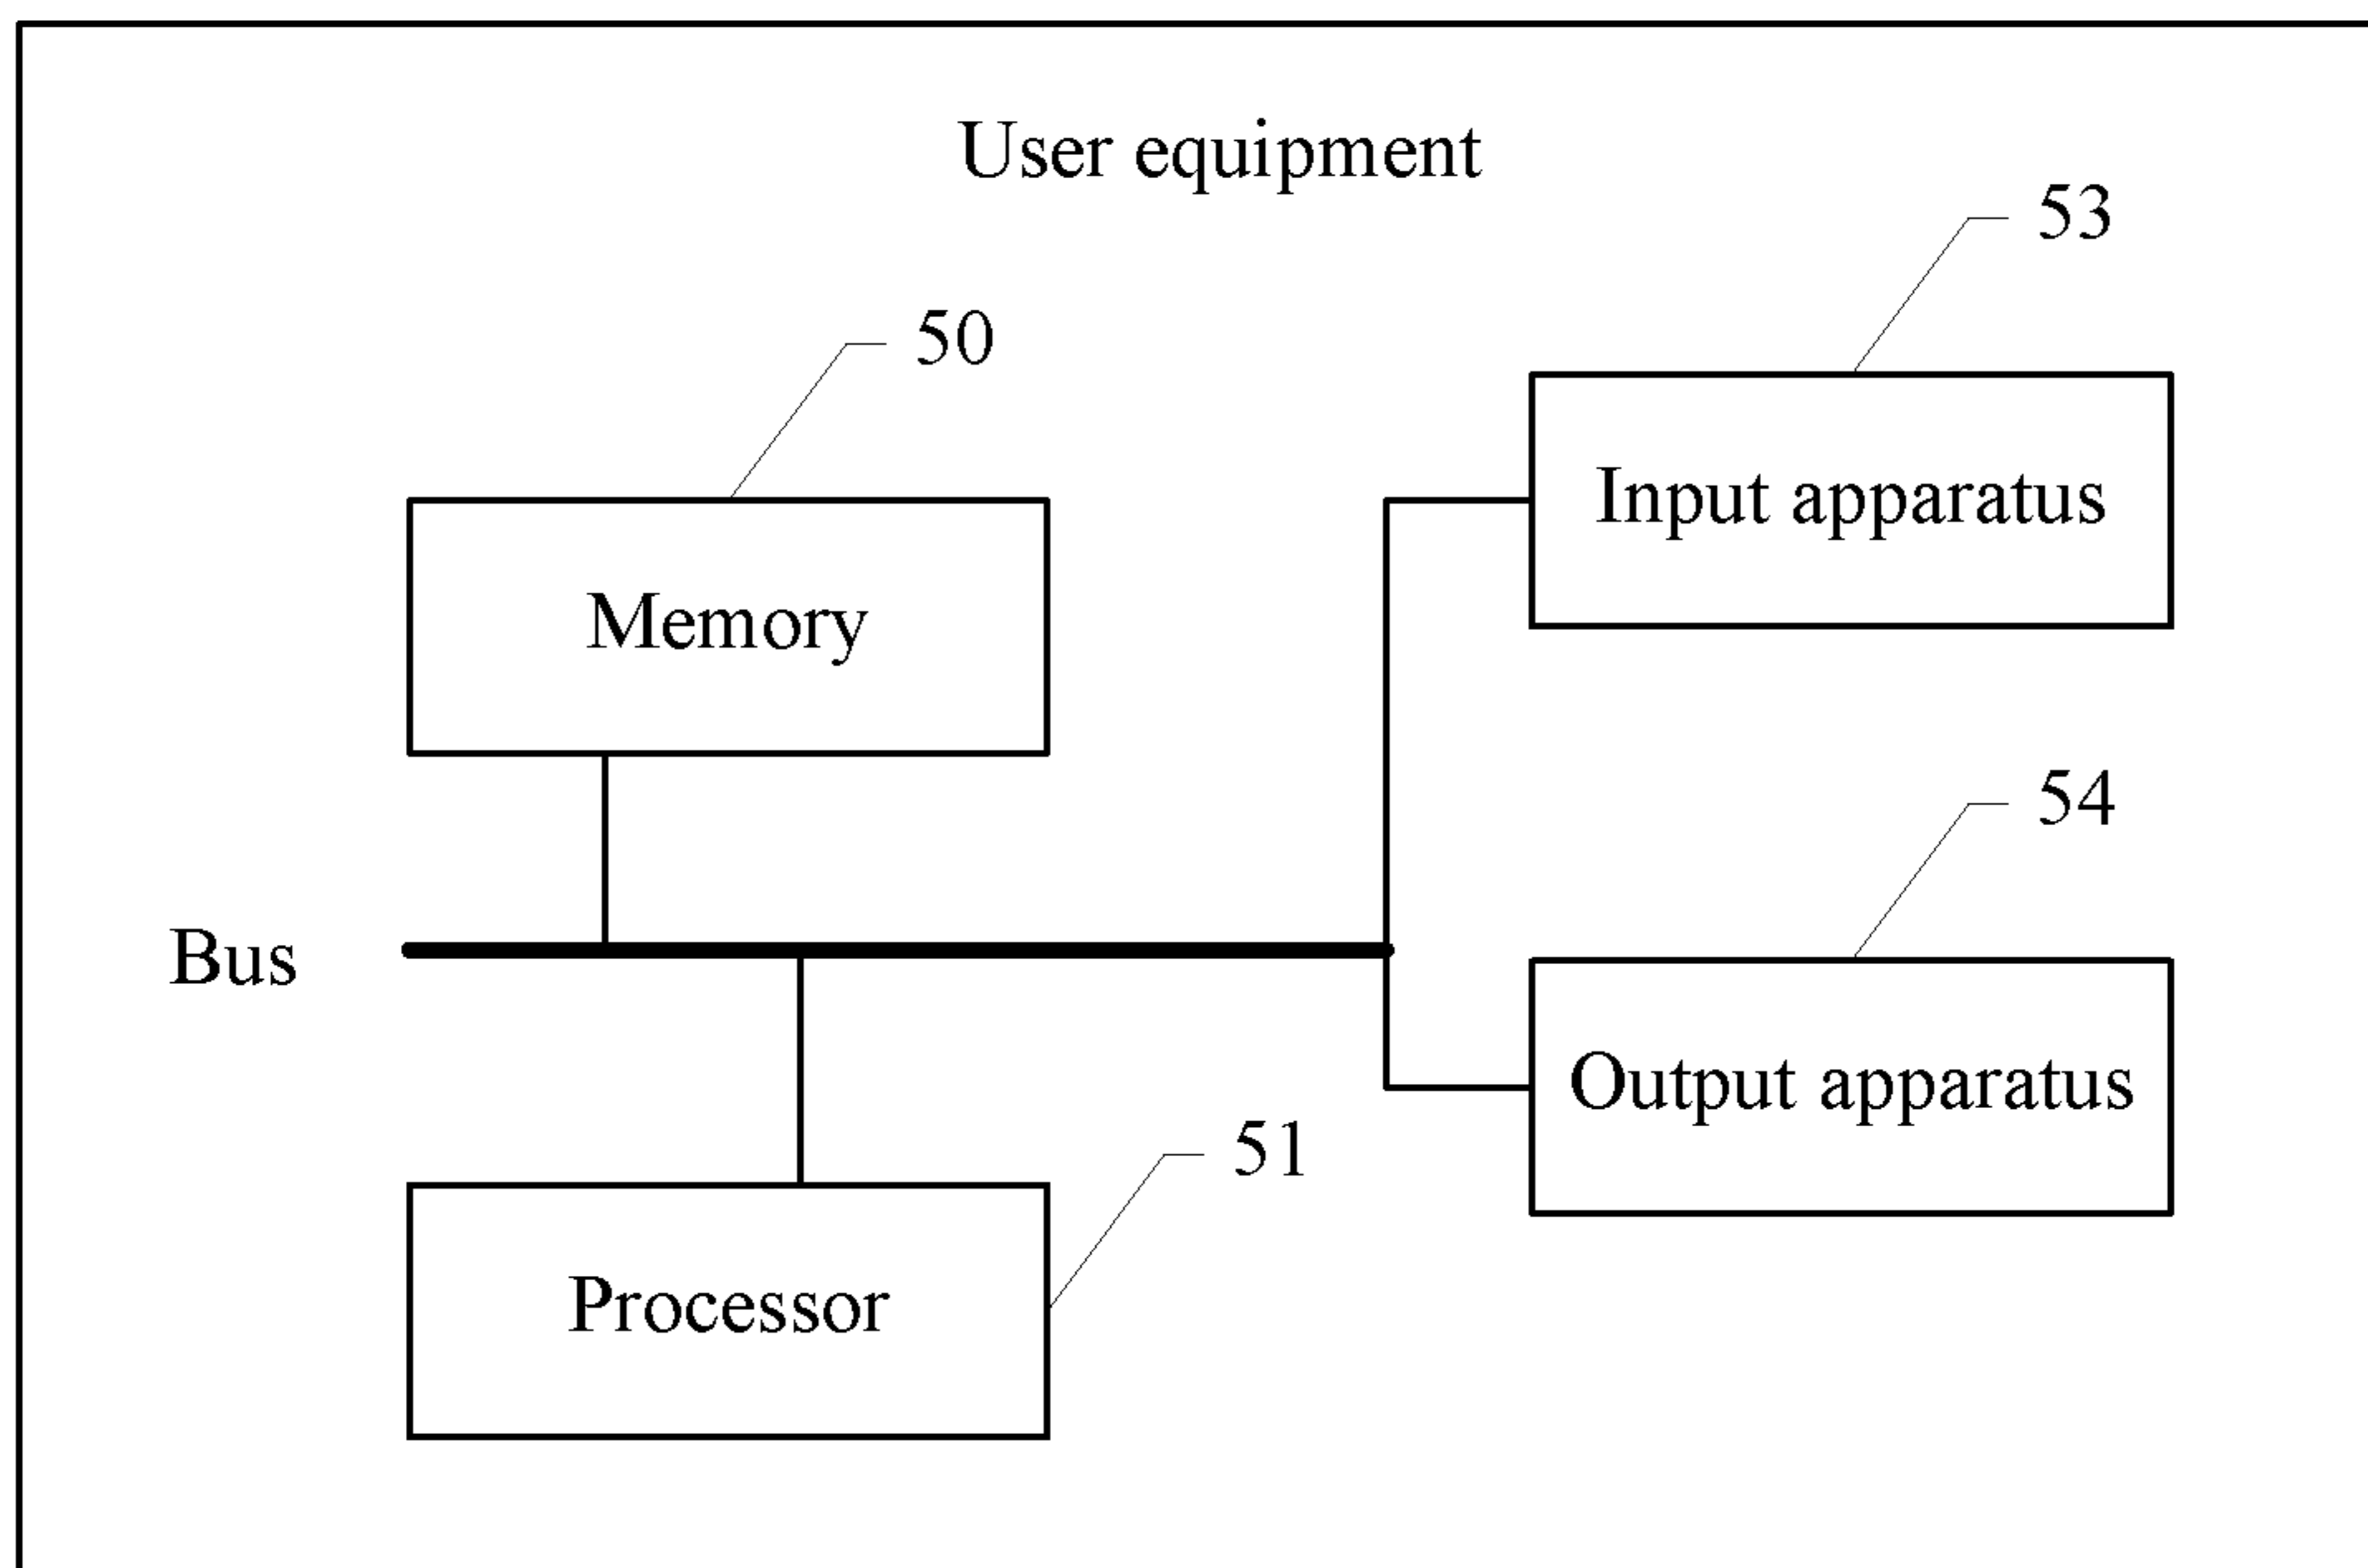 User equipment
53
50
Input apparatus
Memory
54
Bus
Output apparatus
51
Processor